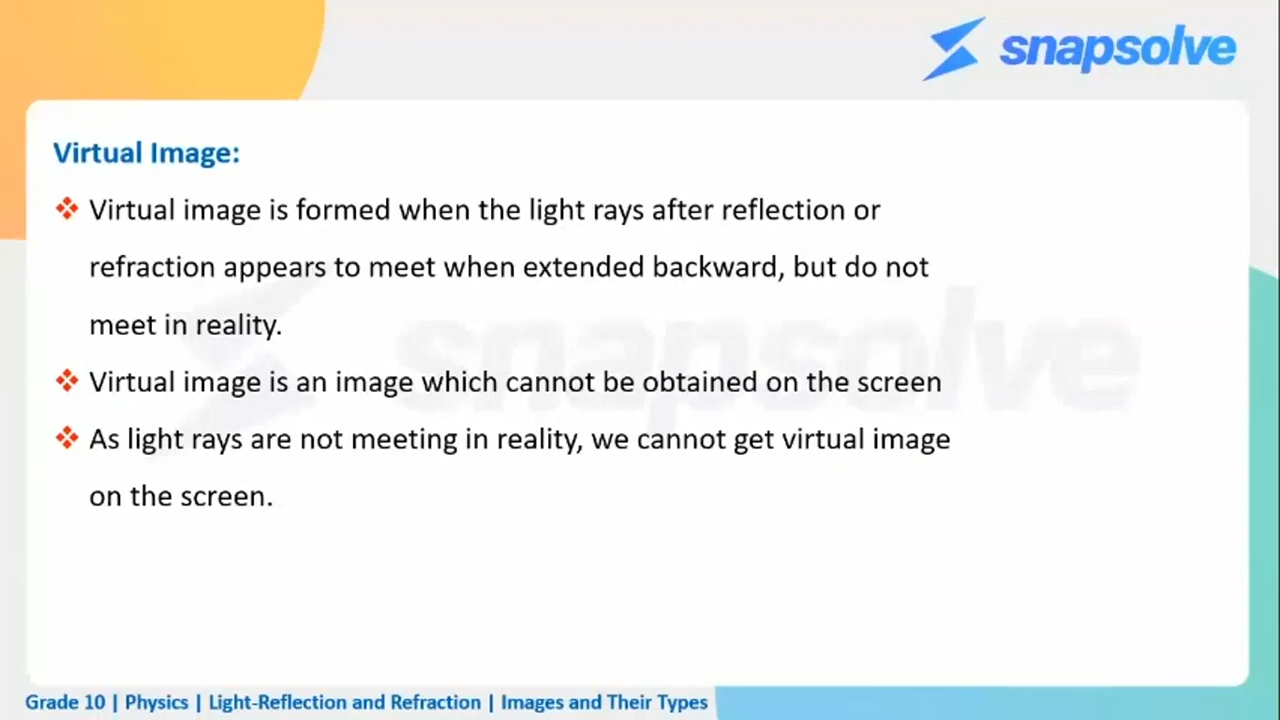 snapsolve
Virtual Image:
❖ Virtual image is formed when the light rays after reflection or
refraction appears to meet when extended backward, but do not
meet in reality.
❖ Virtual image is an image which cannot be obtained on the screen
❖ As light rays are not meeting in reality, we cannot get virtual image
on the screen.
snapsolve
Grade 10 | Physics | Light-Reflection and Refraction | Images and Their Types